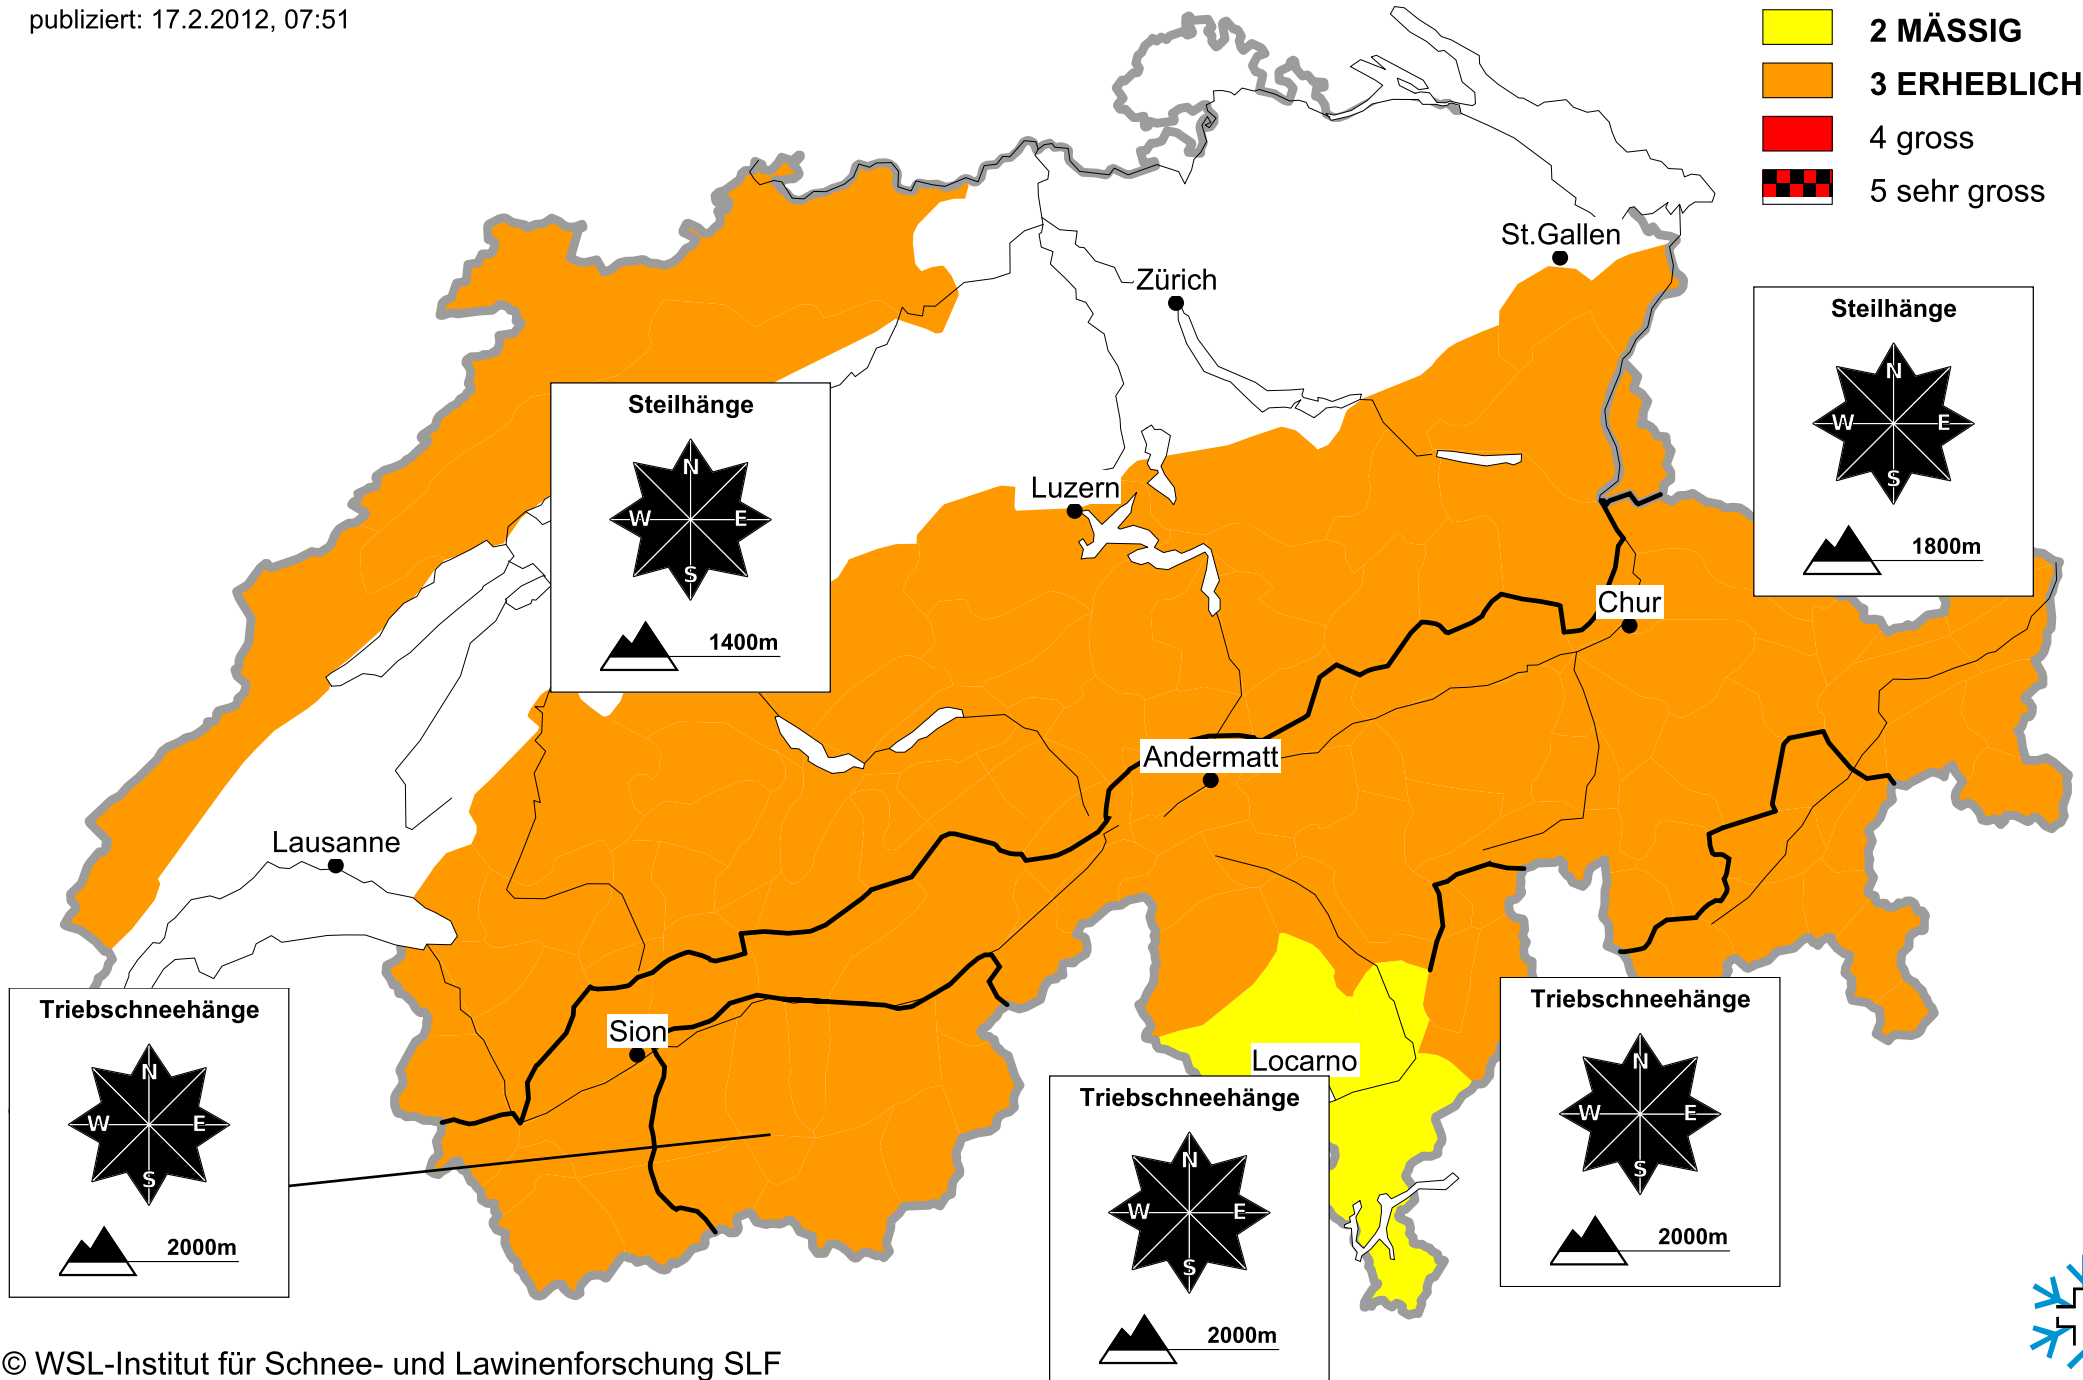 publiziert: 17.2.2012, 07:51
2 MÄSSIG
3 ERHEBLICH
4 gross
5 sehr gross
St.Gallen
Zürich
Steilhänge
N
W
E
S
1800m
Steilhänge
N
W
E
S
1400m
Luzern
Chur
Andermatt
Lausanne
Sion
Locarno
Triebschneehänge
N
W
E
S
2000m
Triebschneehänge
N
W
E
S
2000m
Triebschneehänge
N
W
E
S
2000m
© WSL-Institut für Schnee- und Lawinenforschung SLF